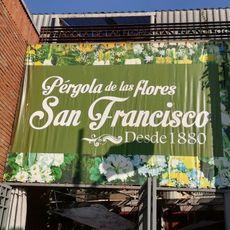 Pérgola de las flores
San Francisco
Desde 1880